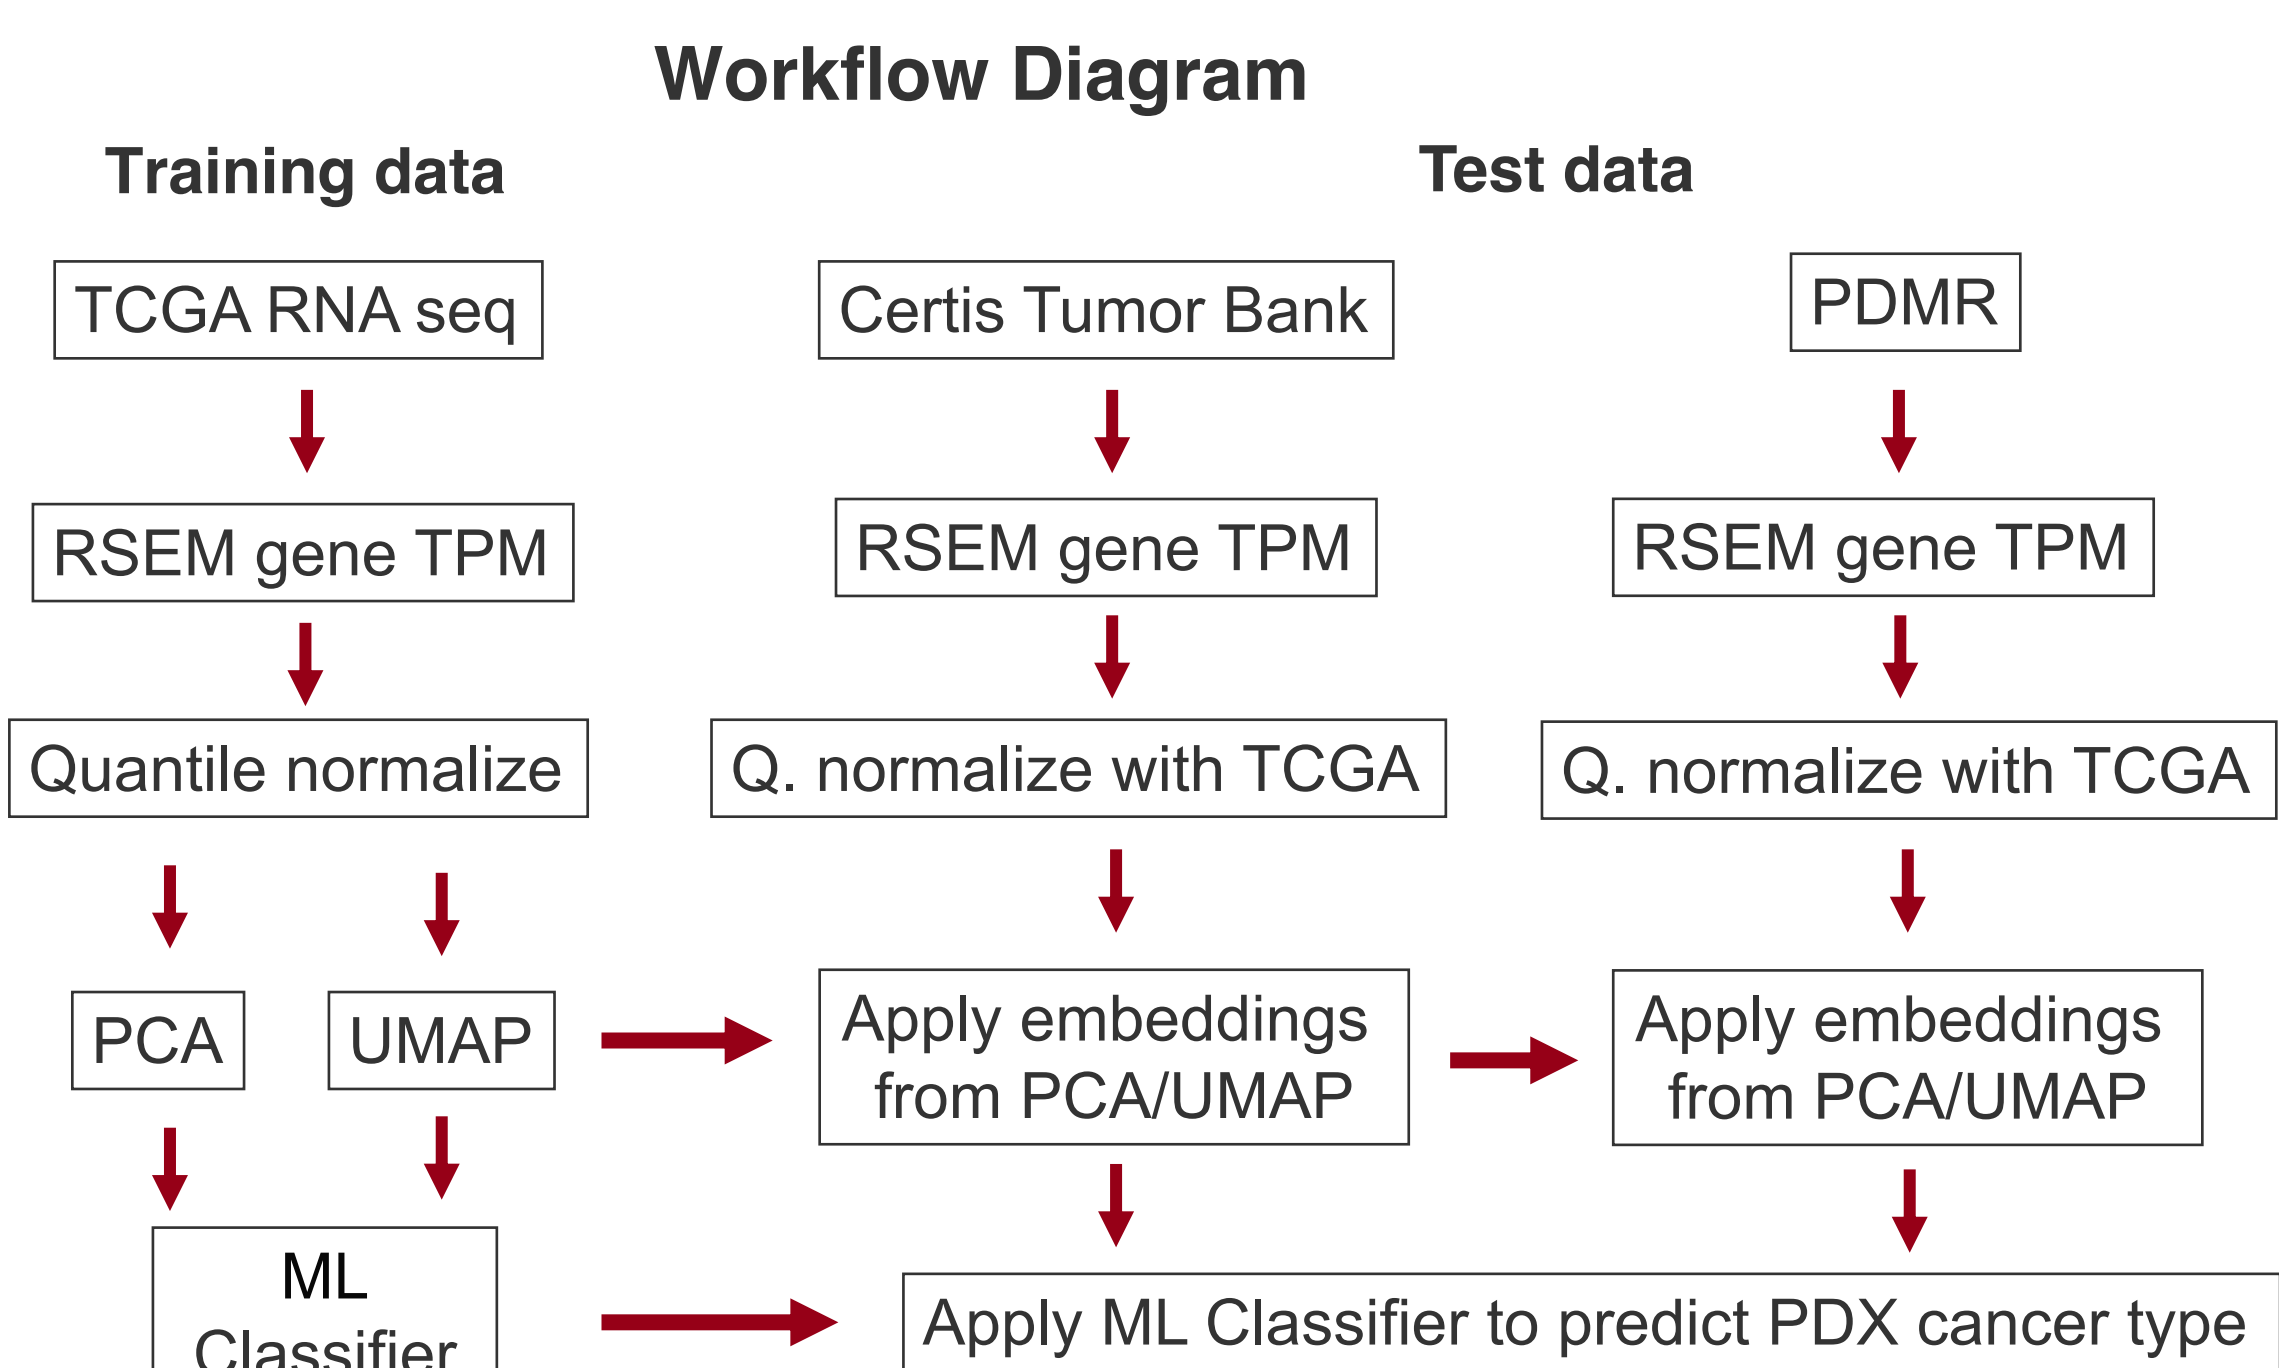 Workflow Diagram
Training data
Test data
TCGA RNA seq
Certis Tumor Bank
PDMR
RSEM gene TPM
RSEM gene TPM
RSEM gene TPM
Quantile normalize
Q. normalize with TCGA
Q. normalize with TCGA
PCA
UMAP
Apply embeddings
from PCA/UMAP
Apply embeddings
from PCA/UMAP
ML
Classifier
Apply ML Classifier to predict PDX cancer type